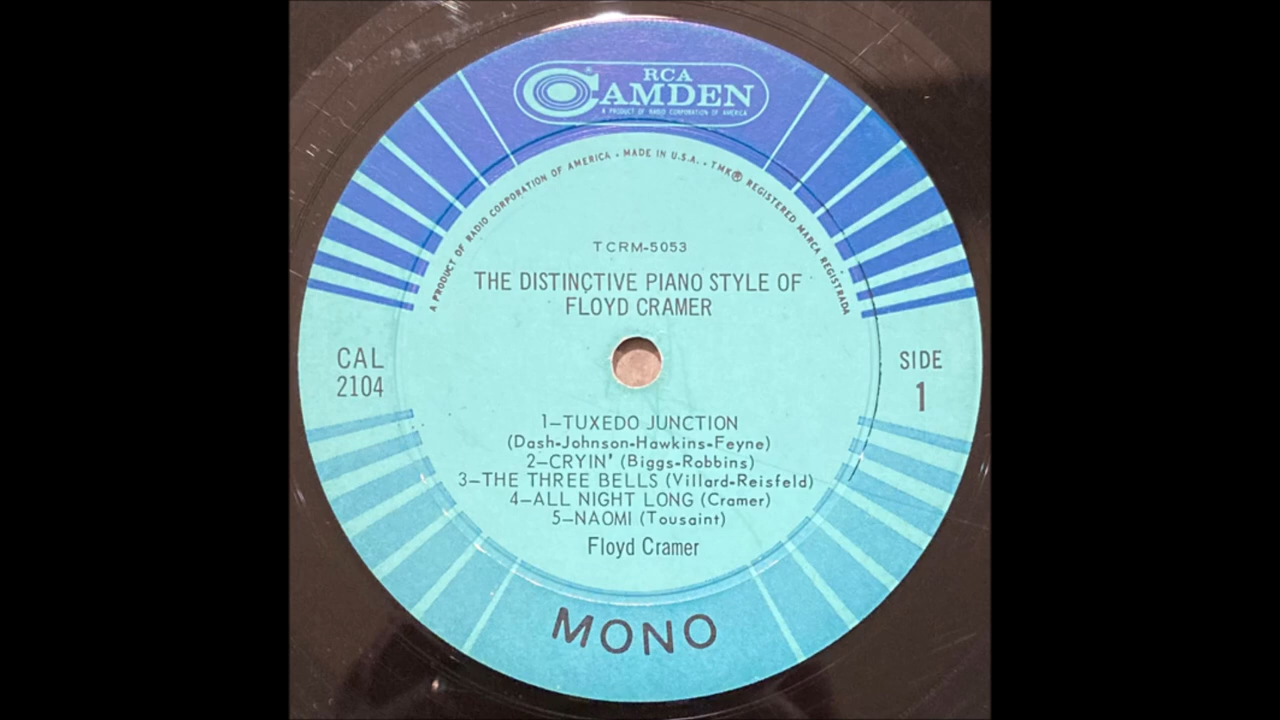 RCA
CAMDEN
A PRODUCT OF RADIO CORPORATION OF AMERICA
A PRODUCT OF RADIO CORPORATION OF AMERICA • MADE IN U.S.A. • TMK® REGISTERED MARCA REGISTRADA
TCRM-5053
THE DISTINCTIVE PIANO STYLE OF
FLOYD CRAMER
CAL
2104
SIDE
1
1—TUXEDO JUNCTION
(Dash-Johnson-Hawkins-Feyne)
2—CRYIN' (Biggs-Robbins)
3—THE THREE BELLS (Villard-Reisfeld)
4—ALL NIGHT LONG (Cramer)
5—NAOMI (Tousaint)
Floyd Cramer
MONO